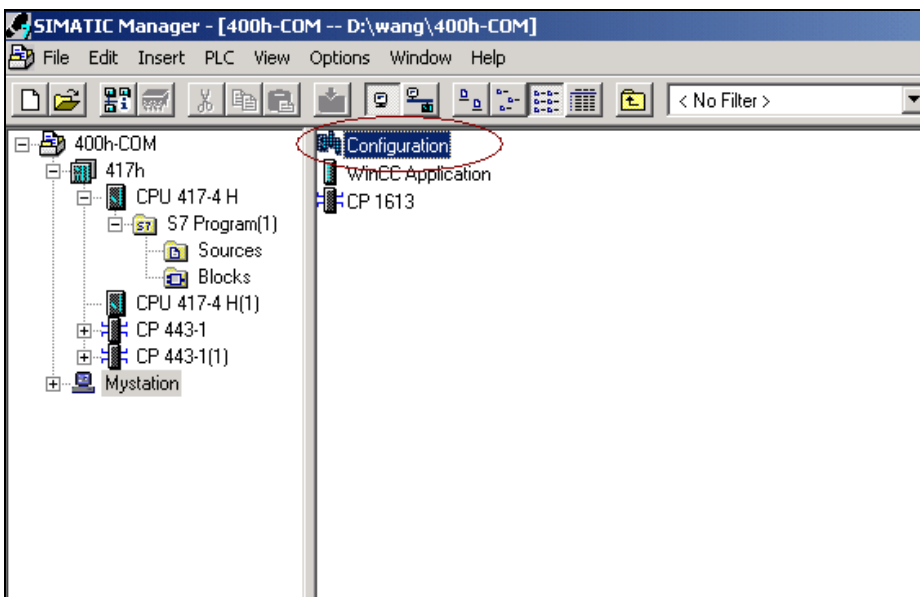 SIMATIC Manager - [400h-COM -- D:\wang\400h-COM]
File Edit Insert PLC View Options Window Help
< No Filter >
400h-COM
417h
CPU 417-4 H
S7 Program(1)
Sources
Blocks
CPU 417-4 H(1)
CP 443-1
CP 443-1(1)
Mystation
Configuration
WinCC Application
CP 1613